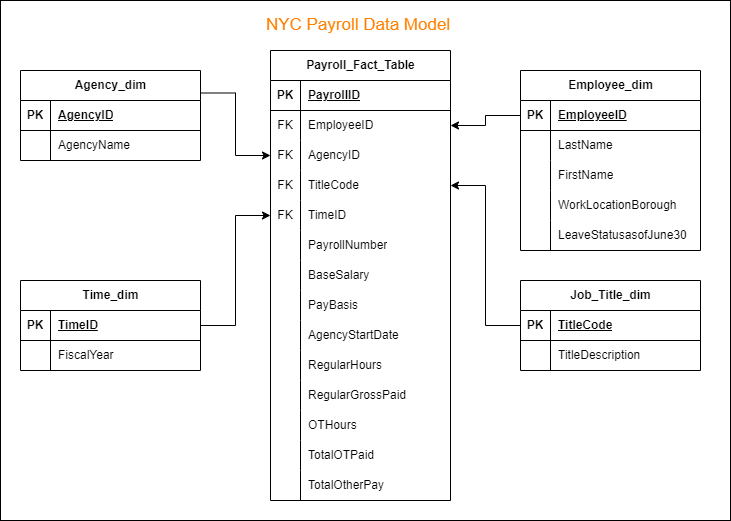 NYC Payroll Data Model
Agency_dim
PK AgencyID
AgencyName
Time_dim
PK TimeID
FiscalYear
Payroll_Fact_Table
PK PayrollID
FK EmployeeID
FK AgencyID
FK TitleCode
FK TimeID
PayrollNumber
BaseSalary
PayBasis
AgencyStartDate
RegularHours
RegularGrossPaid
OTHours
TotalOTPaid
TotalOtherPay
Employee_dim
PK EmployeeID
LastName
FirstName
WorkLocationBorough
LeaveStatusasofJune30
Job_Title_dim
PK TitleCode
TitleDescription